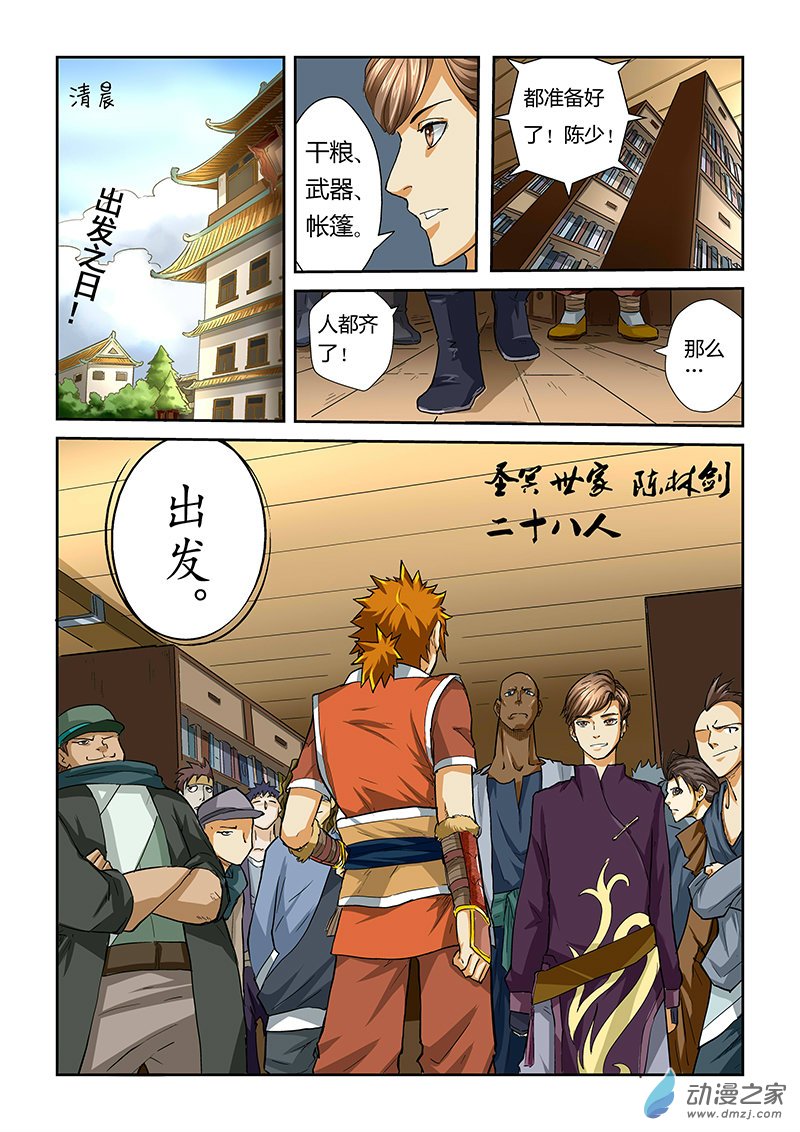 清晨
出发之日！
干粮、
武器、
帐篷。
都准备好
了！陈少！
人都齐
了！
那么
…
出发。
圣冥世家 陈林剑
二十八人
动漫之家
www.dmzj.com